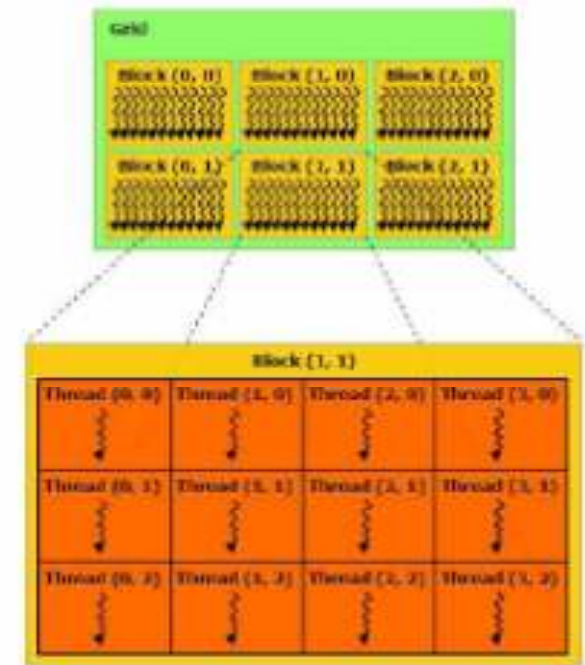 Grid
Block (0, 0) Block (1, 0) Block (2, 0)
Block (0, 1) Block (1, 1) Block (2, 1)
Block (1, 1)
Thread (0, 0) Thread (1, 0) Thread (2, 0) Thread (3, 0)
Thread (0, 1) Thread (1, 1) Thread (2, 1) Thread (3, 1)
Thread (0, 2) Thread (1, 2) Thread (2, 2) Thread (3, 2)